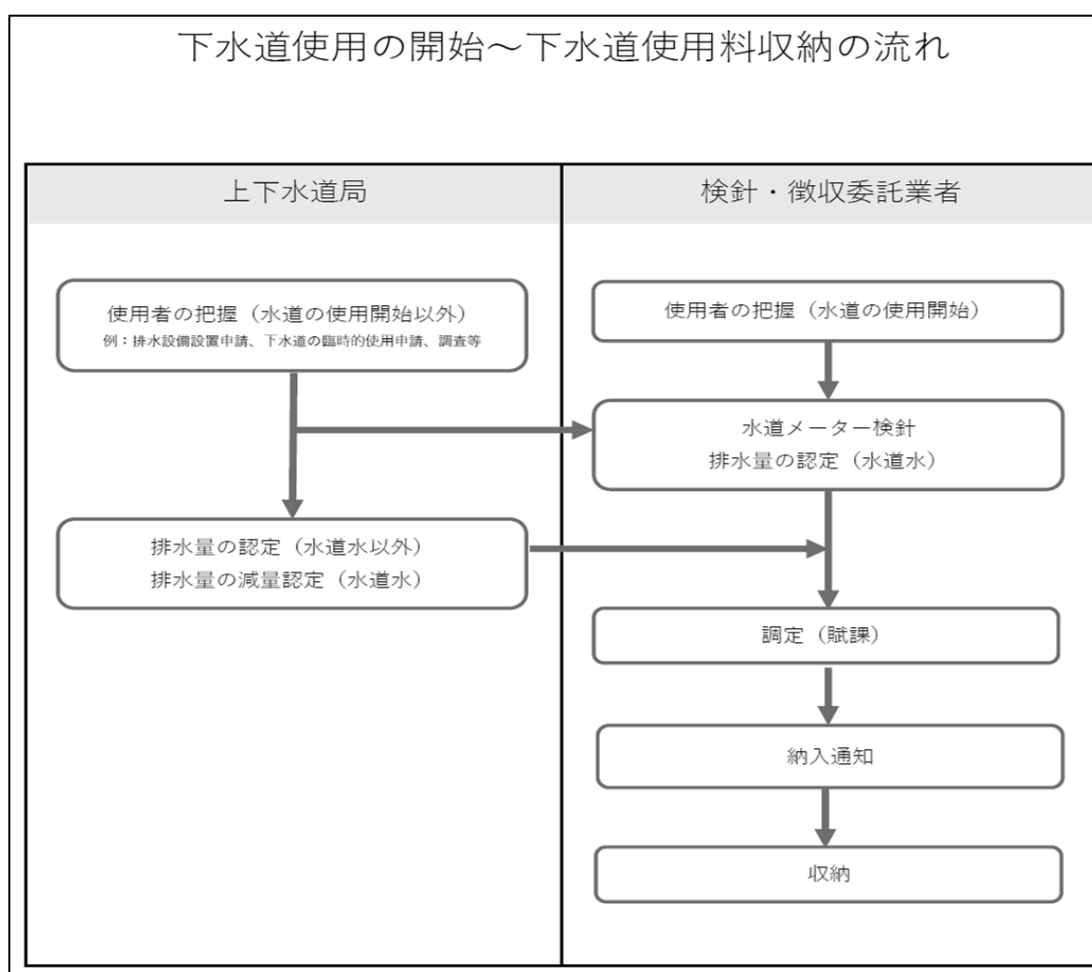 下水道使用の開始～下水道使用料収納の流れ
上下水道局
検針・徴収委託業者
使用者の把握（水道の使用開始以外）
例：排水設備設置申請、下水道の臨時的使用申請、調査等
使用者の把握（水道の使用開始）
水道メーター検針
排水量の認定（水道水）
排水量の認定（水道水以外）
排水量の減量認定（水道水）
調定（賦課）
納入通知
収納